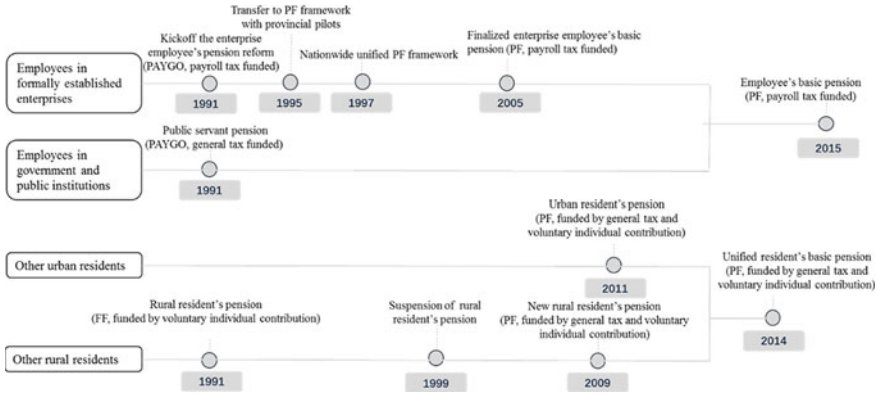 Transfer to PF framework
with provincial pilots
Kickoff the enterprise
employee's pension reform
(PAYGO, payroll tax funded)
Nationwide unified PF framework
Finalized enterprise employee's basic
pension (PF, payroll tax funded)
Employees in
formally established
enterprises
1991
1995
1997
2005
Employee's basic pension
(PF, payroll tax funded)
2015
Public servant pension
(PAYGO, general tax funded)
Employees in
government and
public institutions
1991
Urban resident's pension
(PF, funded by general tax and
voluntary individual contribution)
Other urban residents
2011
Unified resident's basic pension
(PF, funded by general tax and
voluntary individual contribution)
2014
Rural resident's pension
(FF, funded by voluntary individual contribution)
Suspension of rural
resident's pension
New rural resident's pension
(PF, funded by general tax and voluntary
individual contribution)
Other rural residents
1991
1999
2009